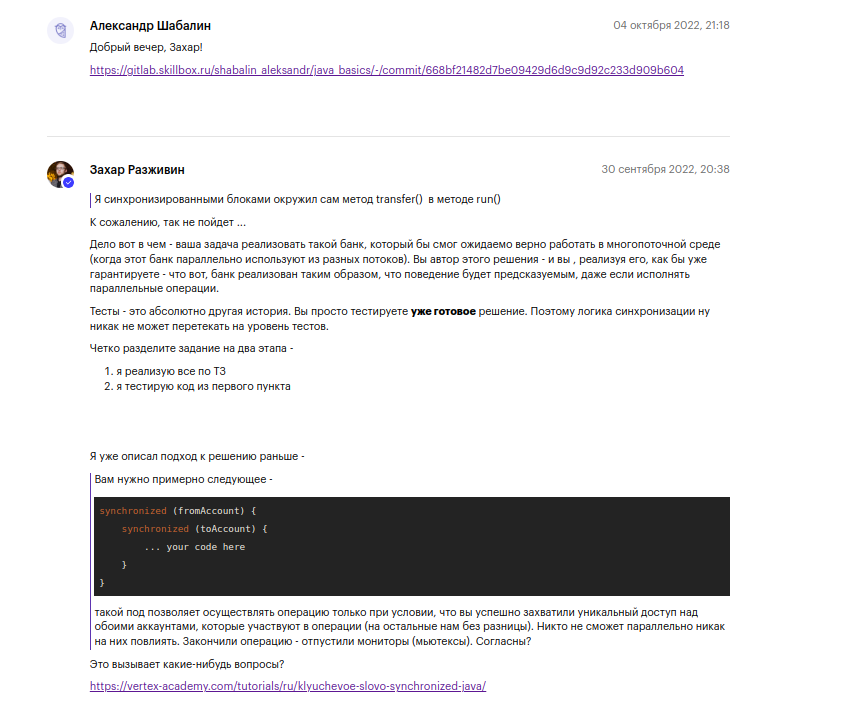 Александр Шабалин
04 октября 2022, 21:18
Добрый вечер, Захар!
https://gitlab.skillbox.ru/shabalin_aleksandr/java_basics/-/commit/668bf21482d7be09429d6d9c9d92c233d909b604
Захар Разживин
30 сентября 2022, 20:38
Я синхронизированными блоками окружил сам метод transfer() в методе run()
К сожалению, так не пойдет ...
Дело вот в чем - ваша задача реализовать такой банк, который бы смог ожидаемо верно работать в многопоточной среде
(когда этот банк параллельно используют из разных потоков). Вы автор этого решения - и вы , реализуя его, как бы уже
гарантируете - что вот, банк реализован таким образом, что поведение будет предсказуемым, даже если исполнять
параллельные операции.
Тесты - это абсолютно другая история. Вы просто тестируете уже готовое решение. Поэтому логика синхронизации ну
никак не может перетекать на уровень тестов.
Четко разделите задание на два этапа -
1. я реализую все по ТЗ
2. я тестирую код из первого пункта
Я уже описал подход к решению раньше -
Вам нужно примерно следующее -
synchronized (fromAccount) {
synchronized (toAccount) {
... your code here
}
}
такой под позволяет осуществлять операцию только при условии, что вы успешно захватили уникальный доступ над
обоими аккаунтами, которые участвуют в операции (на остальные нам без разницы). Никто не сможет параллельно никак
на них повлиять. Закончили операцию - отпустили мониторы (мьютексы). Согласны?
Это вызывает какие-нибудь вопросы?
https://vertex-academy.com/tutorials/ru/klyuchevoe-slovo-synchronized-java/